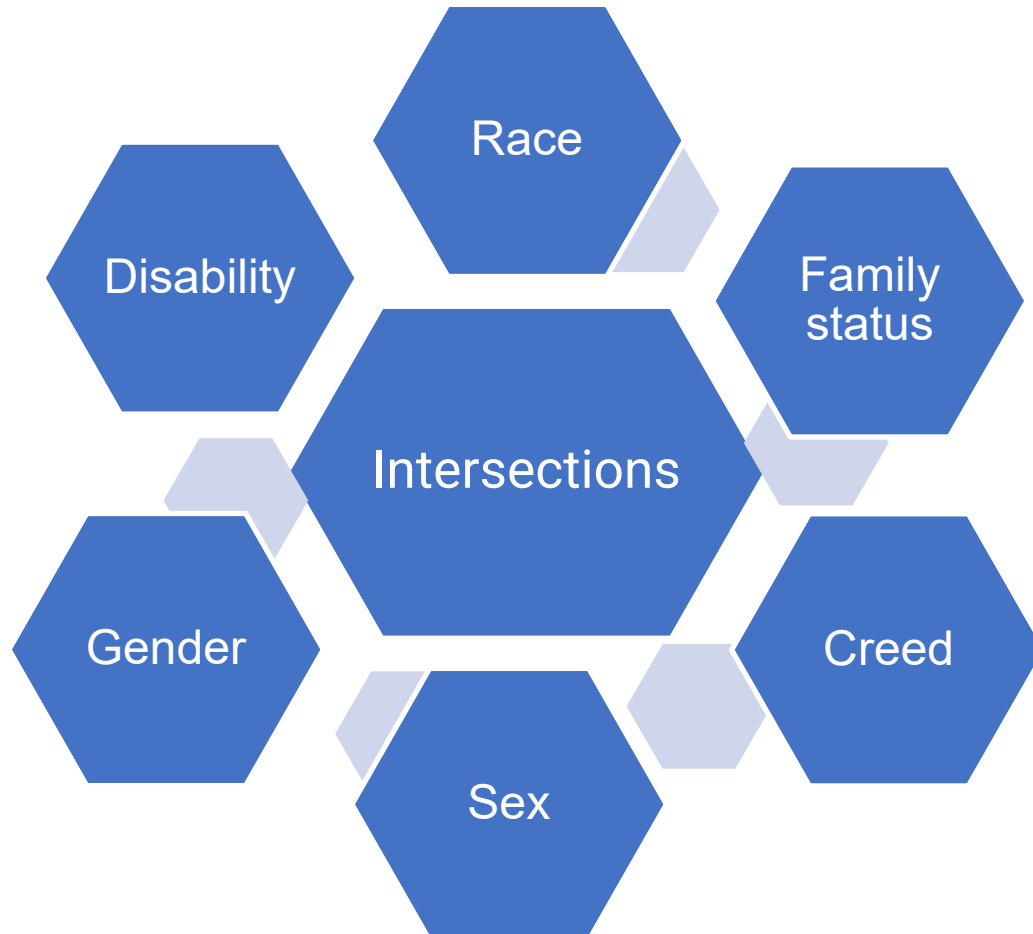 Race
Disability
Family
status
Intersections
Gender
Creed
Sex